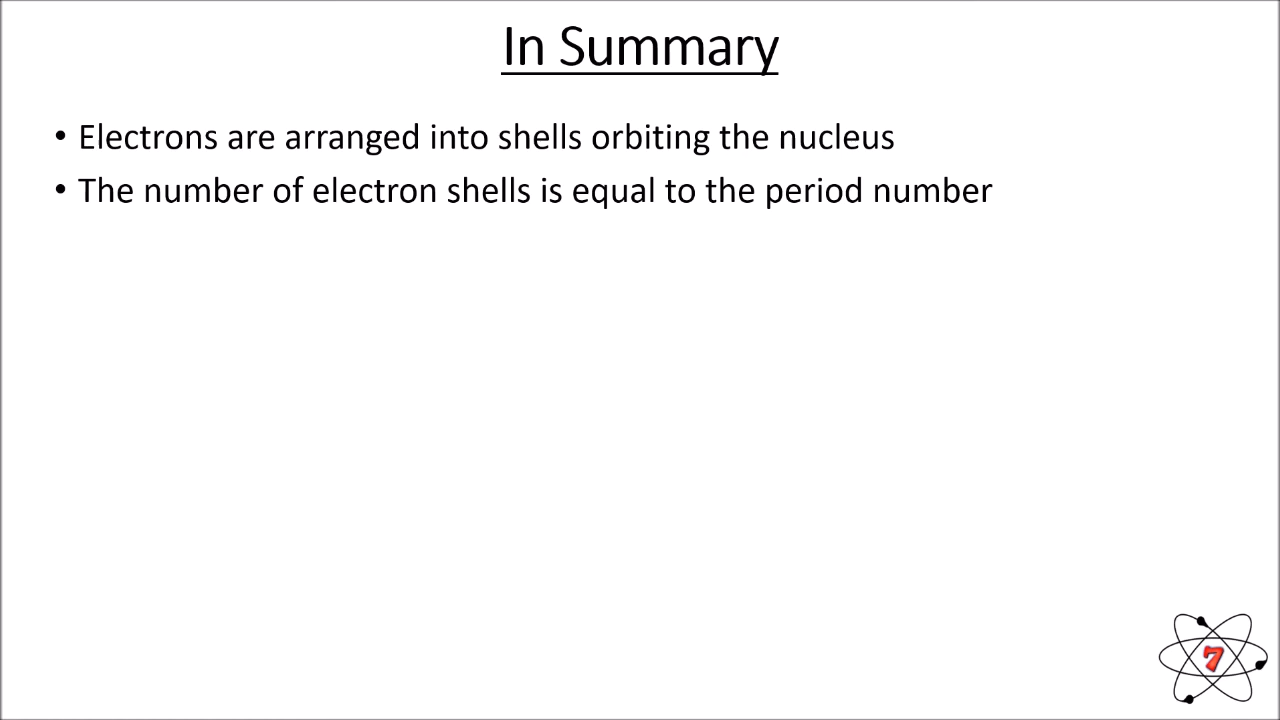 In Summary
• Electrons are arranged into shells orbiting the nucleus
• The number of electron shells is equal to the period number
7